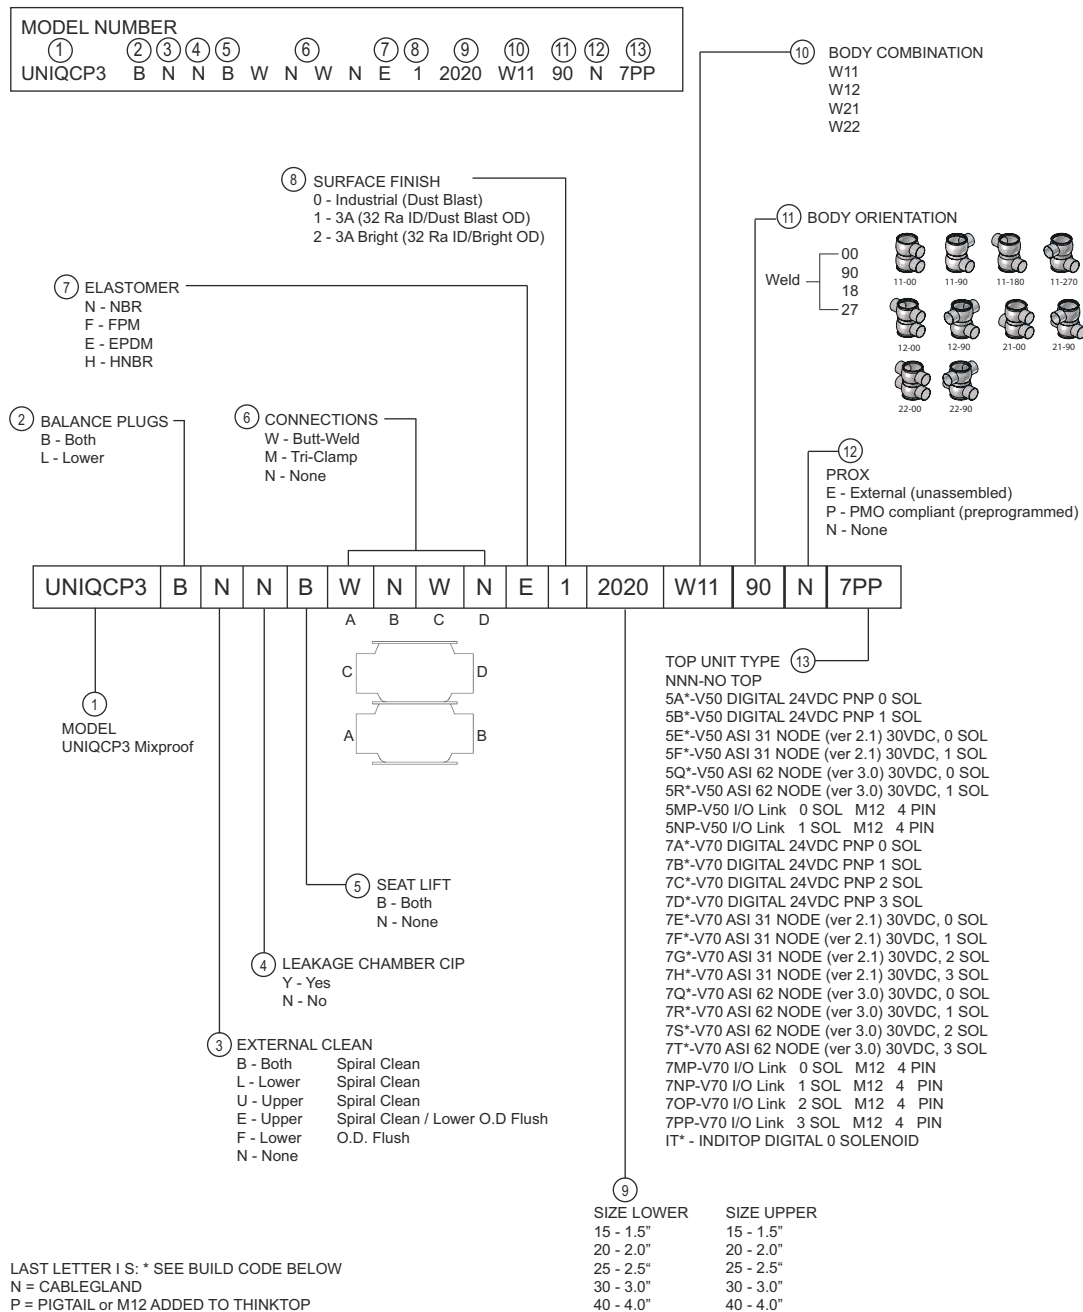 MODEL NUMBER
1 2 3 4 5 6 7 8 9 10 11 12 13
UNIQCP3 B N N B W N W N E 1 2020 W11 90 N 7PP
10 BODY COMBINATION
W11
W12
W21
W22
8 SURFACE FINISH
0 - Industrial (Dust Blast)
1 - 3A (32 Ra ID/Dust Blast OD)
2 - 3A Bright (32 Ra ID/Bright OD)
11 BODY ORIENTATION
Weld
00
90
18
27
11-00 11-90 11-180 11-270
12-00 12-90 21-00 21-90
22-00 22-90
7 ELASTOMER
N - NBR
F - FPM
E - EPDM
H - HNBR
2 BALANCE PLUGS
B - Both
L - Lower
6 CONNECTIONS
W - Butt-Weld
M - Tri-Clamp
N - None
12
PROX
E - External (unassembled)
P - PMO compliant (preprogrammed)
N - None
UNIQCP3 B N N B W N W N E 1 2020 W11 90 N 7PP
A B C D
C D
A B
1
MODEL
UNIQCP3 Mixproof
TOP UNIT TYPE 13
NNN-NO TOP
5A*-V50 DIGITAL 24VDC PNP 0 SOL
5B*-V50 DIGITAL 24VDC PNP 1 SOL
5E*-V50 ASI 31 NODE (ver 2.1) 30VDC, 0 SOL
5F*-V50 ASI 31 NODE (ver 2.1) 30VDC, 1 SOL
5Q*-V50 ASI 62 NODE (ver 3.0) 30VDC, 0 SOL
5R*-V50 ASI 62 NODE (ver 3.0) 30VDC, 1 SOL
5MP-V50 I/O Link 0 SOL M12 4 PIN
5NP-V50 I/O Link 1 SOL M12 4 PIN
7A*-V70 DIGITAL 24VDC PNP 0 SOL
7B*-V70 DIGITAL 24VDC PNP 1 SOL
7C*-V70 DIGITAL 24VDC PNP 2 SOL
7D*-V70 DIGITAL 24VDC PNP 3 SOL
7E*-V70 ASI 31 NODE (ver 2.1) 30VDC, 0 SOL
7F*-V70 ASI 31 NODE (ver 2.1) 30VDC, 1 SOL
7G*-V70 ASI 31 NODE (ver 2.1) 30VDC, 2 SOL
7H*-V70 ASI 31 NODE (ver 2.1) 30VDC, 3 SOL
7Q*-V70 ASI 62 NODE (ver 3.0) 30VDC, 0 SOL
7R*-V70 ASI 62 NODE (ver 3.0) 30VDC, 1 SOL
7S*-V70 ASI 62 NODE (ver 3.0) 30VDC, 2 SOL
7T*-V70 ASI 62 NODE (ver 3.0) 30VDC, 3 SOL
7MP-V70 I/O Link 0 SOL M12 4 PIN
7NP-V70 I/O Link 1 SOL M12 4 PIN
7OP-V70 I/O Link 2 SOL M12 4 PIN
7PP-V70 I/O Link 3 SOL M12 4 PIN
IT* - INDITOP DIGITAL 0 SOLENOID
5 SEAT LIFT
B - Both
N - None
4 LEAKAGE CHAMBER CIP
Y - Yes
N - No
3 EXTERNAL CLEAN
B - Both Spiral Clean
L - Lower Spiral Clean
U - Upper Spiral Clean
E - Upper Spiral Clean / Lower O.D Flush
F - Lower O.D. Flush
N - None
9
SIZE LOWER SIZE UPPER
15 - 1.5” 15 - 1.5”
20 - 2.0” 20 - 2.0”
25 - 2.5“ 25 - 2.5“
30 - 3.0” 30 - 3.0”
40 - 4.0” 40 - 4.0”
LAST LETTER I S: * SEE BUILD CODE BELOW
N = CABLEGLAND
P = PIGTAIL or M12 ADDED TO THINKTOP